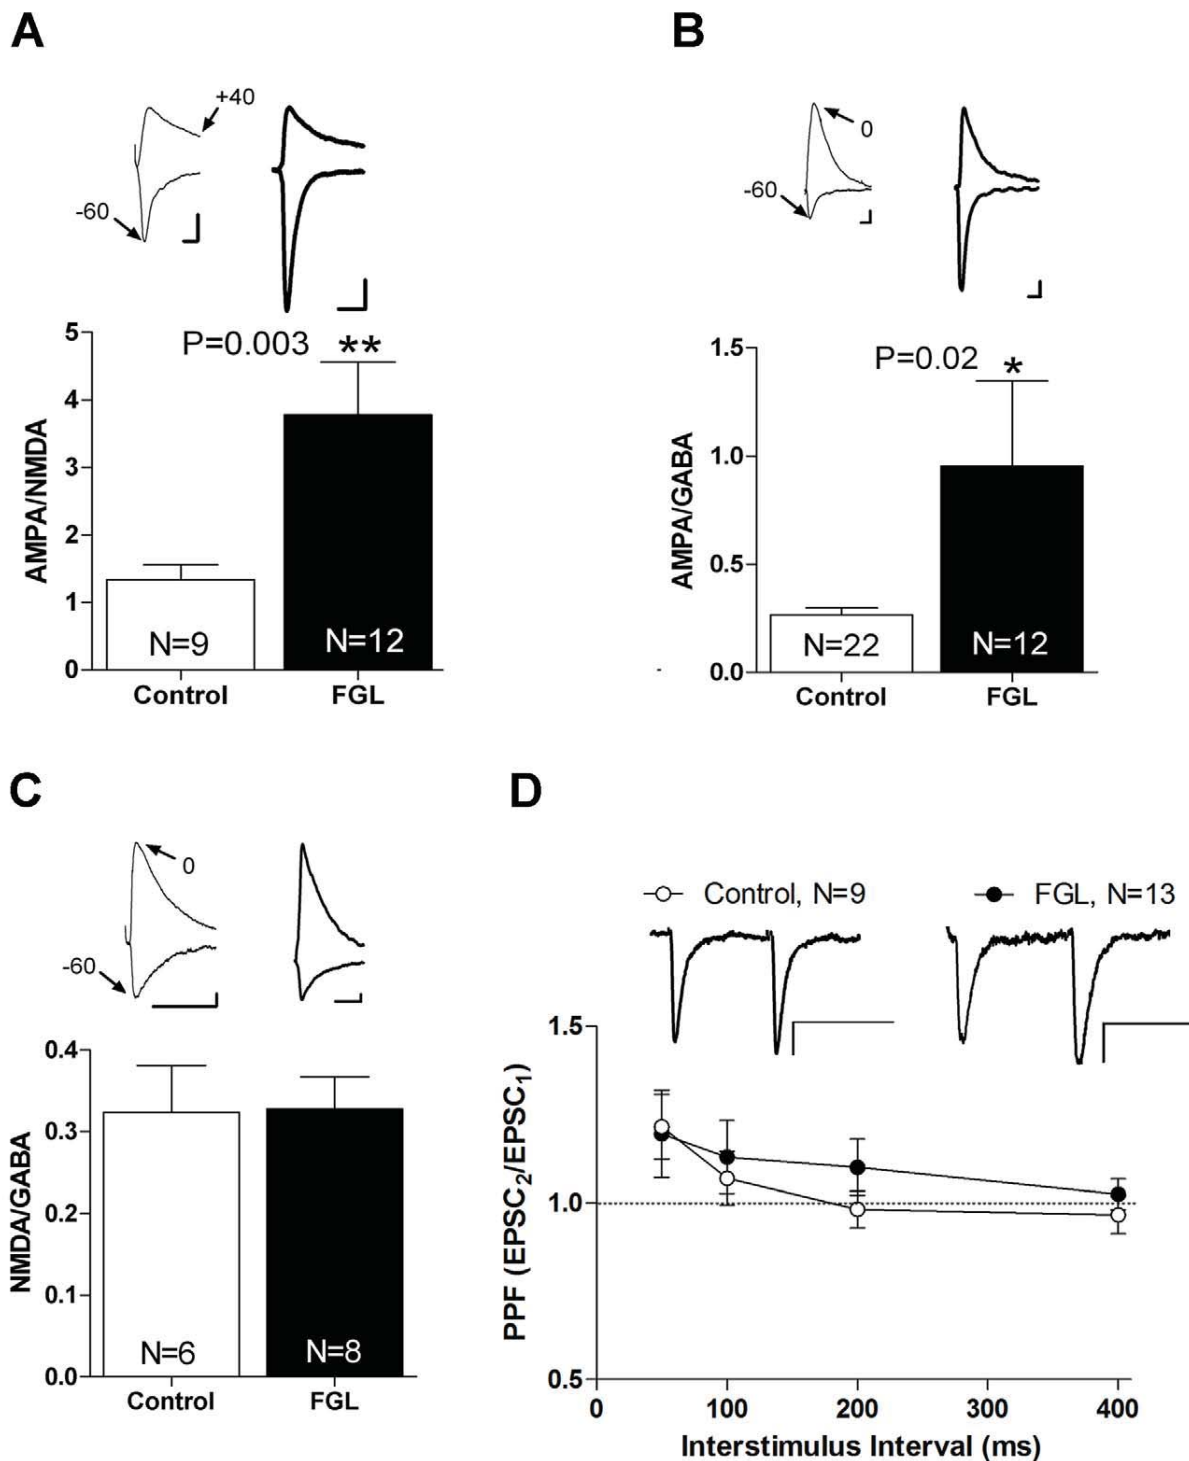 A
+40
-60
P=0.003 **
5
4
3
2
1
0
AMPA/NMDA
N=9
N=12
Control
FGL
B
0
-60
P=0.02 *
1.5
1.0
0.5
0.0
AMPA/GABA
N=22
N=12
Control
FGL
C
0
-60
0.4
0.3
0.2
0.1
0.0
NMDA/GABA
N=6
N=8
Control
FGL
D
Control, N=9
FGL, N=13
1.5
1.0
0.5
PPF (EPSC₂/EPSC₁)
0
100
200
300
400
Interstimulus Interval (ms)